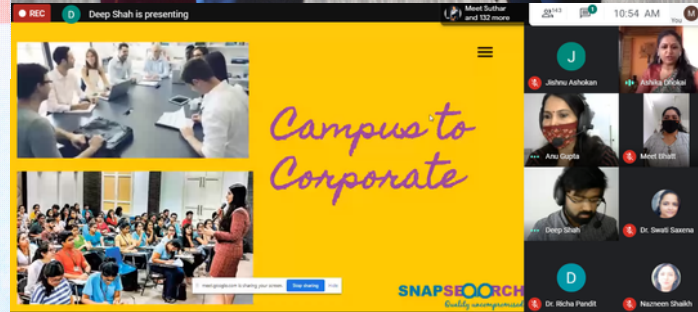 REC
D
Deep Shah is presenting
Meet Suthar
and 132 more
143
1
10:54 AM
You
M
Campus to
Corporate
meet.google.com is sharing your screen.
Stop sharing
Hide
SNAPSEARCH
Quality uncompromised
J
Jishnu Ashokan
Ashika Dhokai
Anu Gupta
Meet Bhatt
Deep Shah
Dr. Swati Saxena
D
Dr. Richa Pandit
Nazneen Shaikh